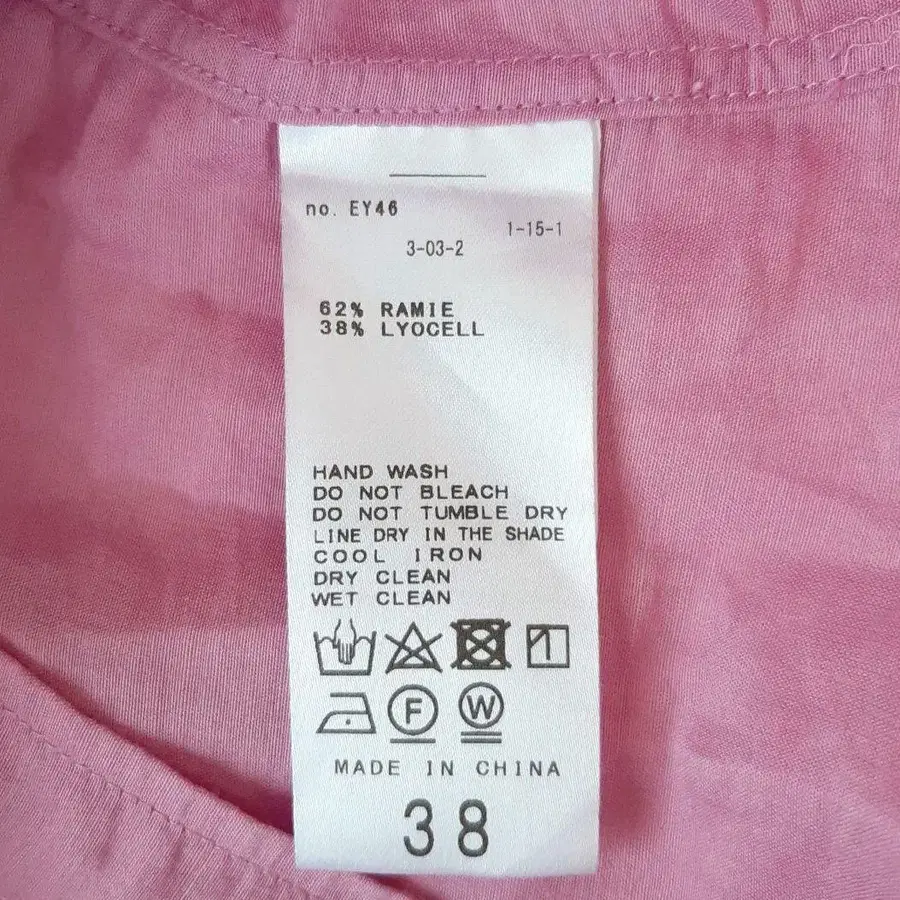 no. EY46
1-15-1
3-03-2
62% RAMIE
38% LYOCELL
HAND WASH
DO NOT BLEACH
DO NOT TUMBLE DRY
LINE DRY IN THE SHADE
COOL IRON
DRY CLEAN
WET CLEAN
F W
MADE IN CHINA
38